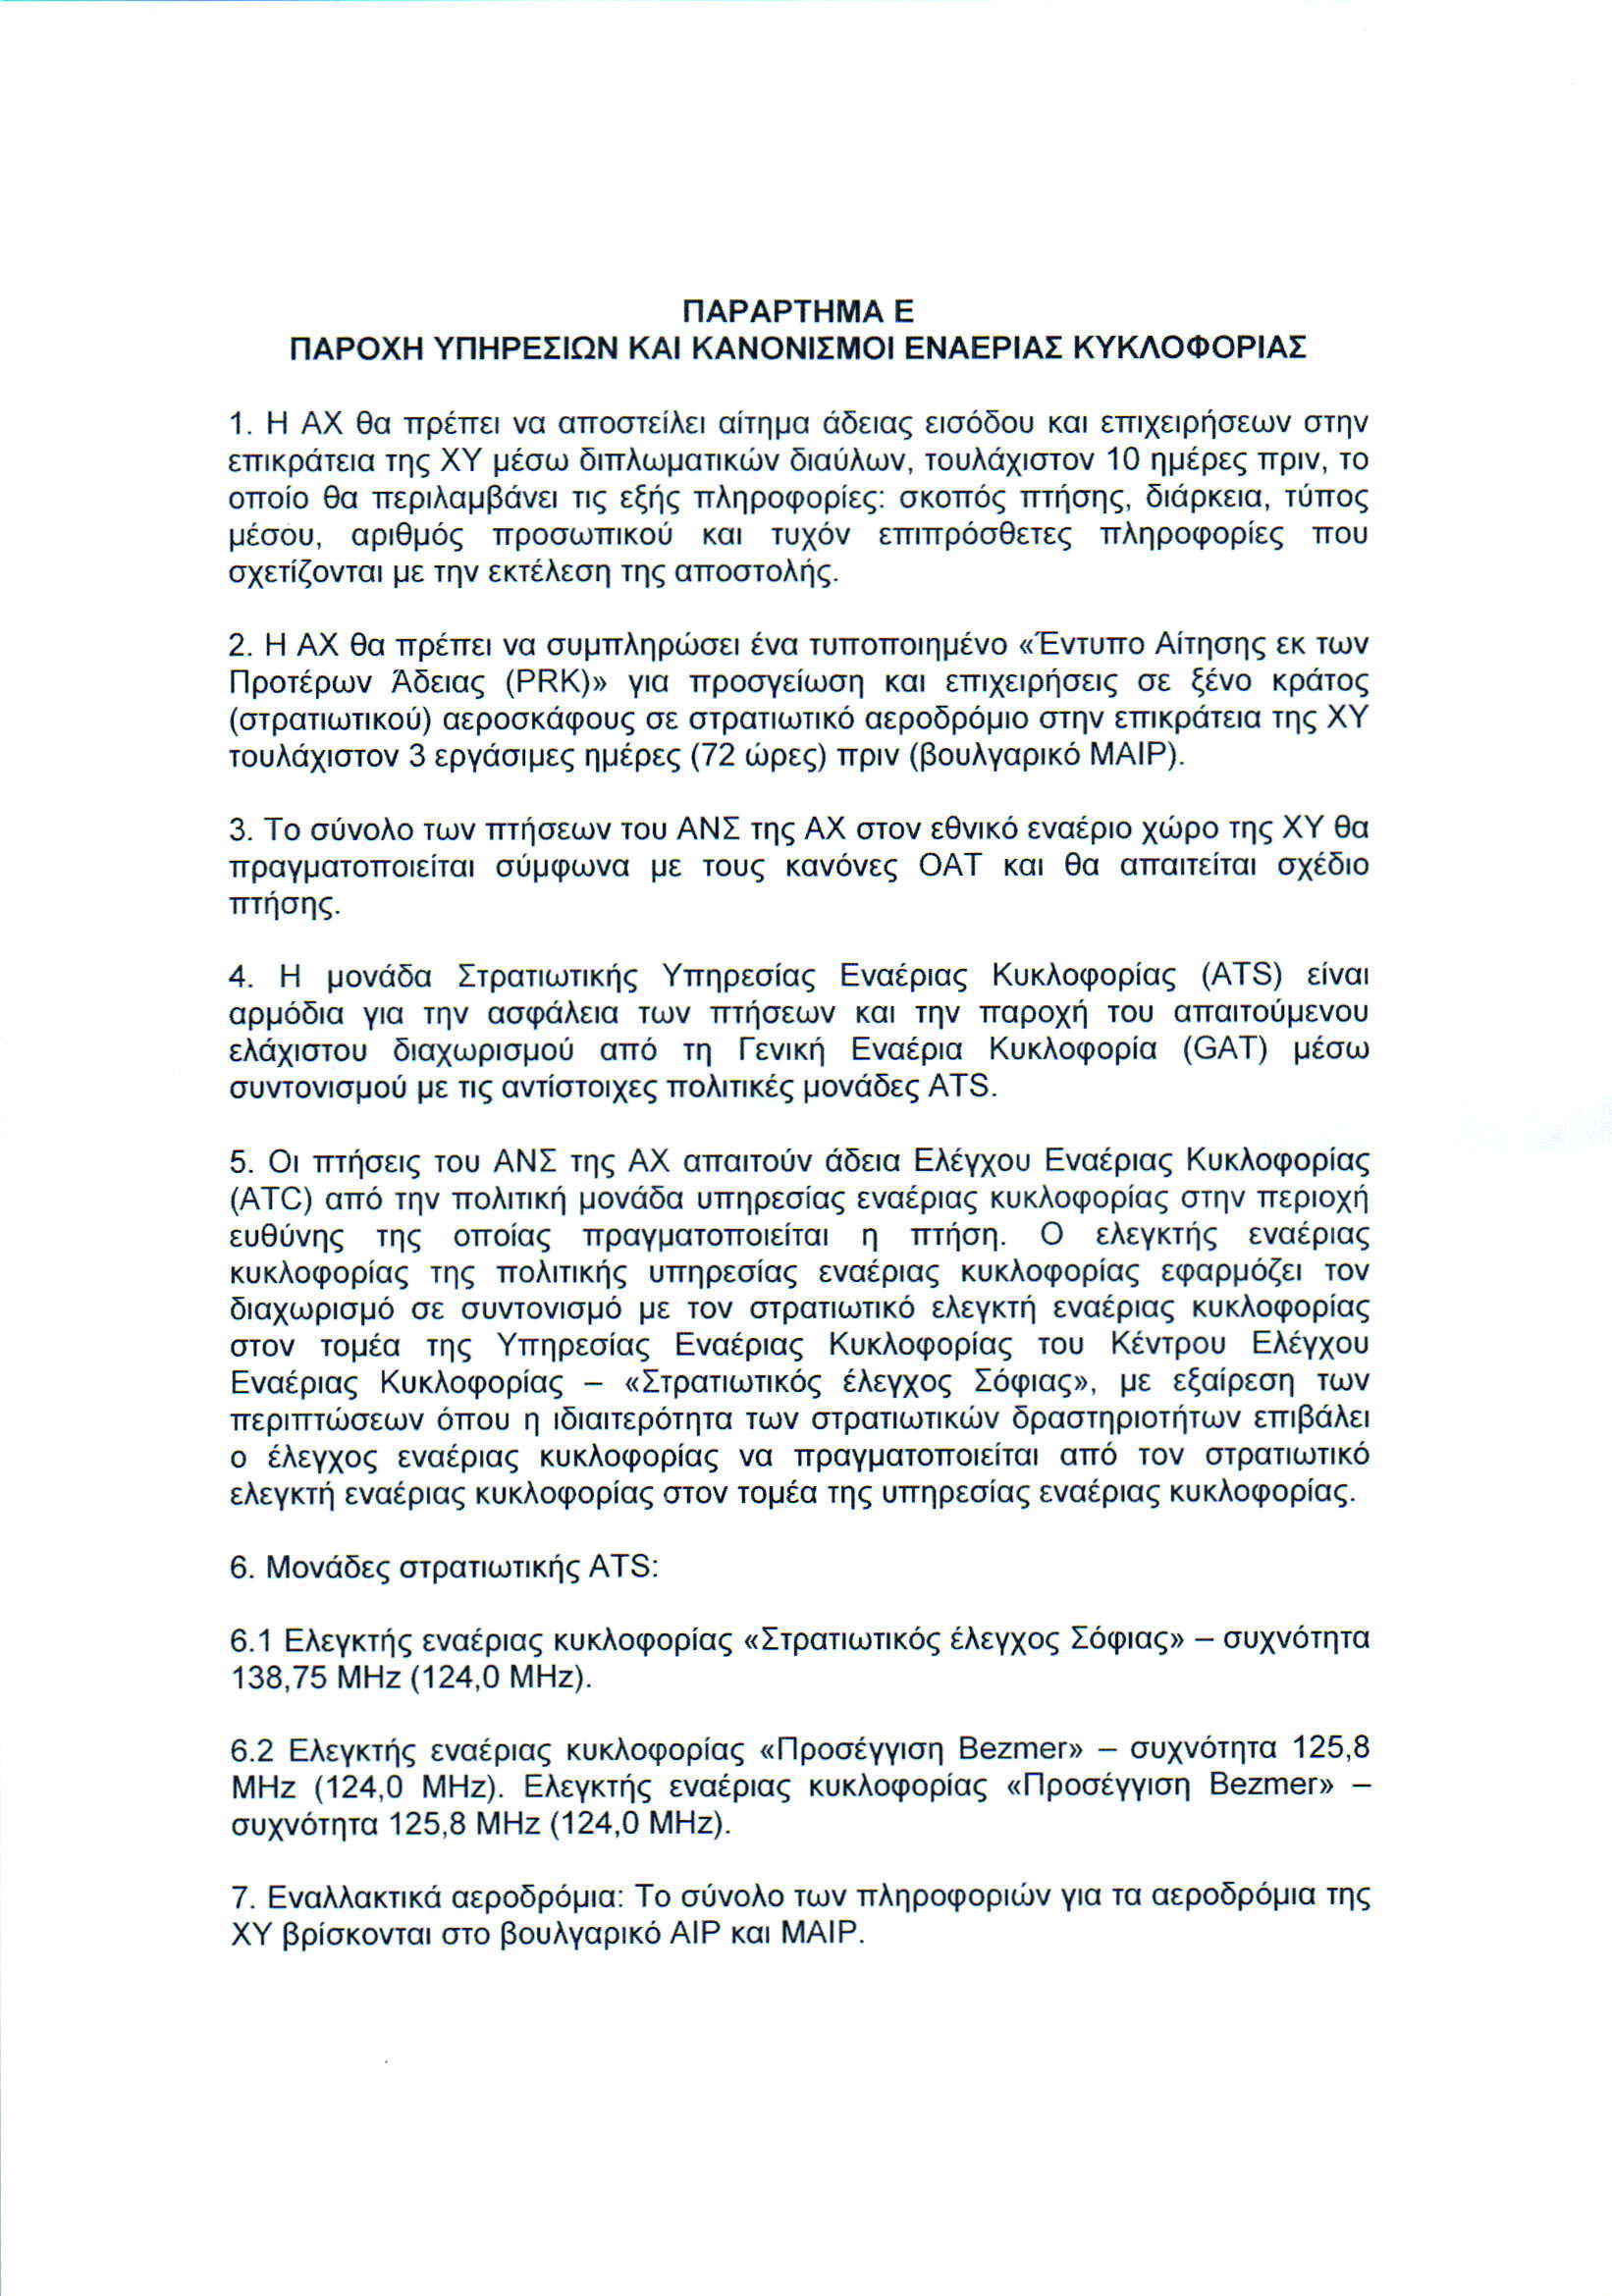 ΠΑΡΑΡΤΗΜΑ Ε
ΠΑΡΟΧΗ ΥΠΗΡΕΣΙΩΝ ΚΑΙ ΚΑΝΟΝΙΣΜΟΙ ΕΝΑΕΡΙΑΣ ΚΥΚΛΟΦΟΡΙΑΣ
1. Η ΑΧ θα πρέπει να αποστείλει αίτημα άδειας εισόδου και επιχειρήσεων στην
επικράτεια της ΧΥ μέσω διπλωματικών διαύλων, τουλάχιστον 10 ημέρες πριν, το
οποίο θα περιλαμβάνει τις εξής πληροφορίες: σκοπός πτήσης, διάρκεια, τύπος
μέσου, αριθμός προσωπικού και τυχόν επιπρόσθετες πληροφορίες που
σχετίζονται με την εκτέλεση της αποστολής.
2. Η ΑΧ θα πρέπει να συμπληρώσει ένα τυποποιημένο «Έντυπο Αίτησης εκ των
Προτέρων Άδειας (PRK)» για προσγείωση και επιχειρήσεις σε ξένο κράτος
(στρατιωτικού) αεροσκάφους σε στρατιωτικό αεροδρόμιο στην επικράτεια της ΧΥ
τουλάχιστον 3 εργάσιμες ημέρες (72 ώρες) πριν (βουλγαρικό MAIP).
3. Το σύνολο των πτήσεων του ΑΝΣ της ΑΧ στον εθνικό εναέριο χώρο της ΧΥ θα
πραγματοποιείται σύμφωνα με τους κανόνες OAT και θα απαιτείται σχέδιο
πτήσης.
4. Η μονάδα Στρατιωτικής Υπηρεσίας Εναέριας Κυκλοφορίας (ATS) είναι
αρμόδια για την ασφάλεια των πτήσεων και την παροχή του απαιτούμενου
ελάχιστου διαχωρισμού από τη Γενική Εναέρια Κυκλοφορία (GAT) μέσω
συντονισμού με τις αντίστοιχες πολιτικές μονάδες ATS.
5. Οι πτήσεις του ΑΝΣ της ΑΧ απαιτούν άδεια Ελέγχου Εναέριας Κυκλοφορίας
(ATC) από την πολιτική μονάδα υπηρεσίας εναέριας κυκλοφορίας στην περιοχή
ευθύνης της οποίας πραγματοποιείται η πτήση. Ο ελεγκτής εναέριας
κυκλοφορίας της πολιτικής υπηρεσίας εναέριας κυκλοφορίας εφαρμόζει τον
διαχωρισμό σε συντονισμό με τον στρατιωτικό ελεγκτή εναέριας κυκλοφορίας
στον τομέα της Υπηρεσίας Εναέριας Κυκλοφορίας του Κέντρου Ελέγχου
Εναέριας Κυκλοφορίας – «Στρατιωτικός έλεγχος Σόφιας», με εξαίρεση των
περιπτώσεων όπου η ιδιαιτερότητα των στρατιωτικών δραστηριοτήτων επιβάλει
ο έλεγχος εναέριας κυκλοφορίας να πραγματοποιείται από τον στρατιωτικό
ελεγκτή εναέριας κυκλοφορίας στον τομέα της υπηρεσίας εναέριας κυκλοφορίας.
6. Μονάδες στρατιωτικής ATS:
6.1 Ελεγκτής εναέριας κυκλοφορίας «Στρατιωτικός έλεγχος Σόφιας» – συχνότητα
138,75 MHz (124,0 MHz).
6.2 Ελεγκτής εναέριας κυκλοφορίας «Προσέγγιση Bezmer» – συχνότητα 125,8
MHz (124,0 MHz). Ελεγκτής εναέριας κυκλοφορίας «Προσέγγιση Bezmer» –
συχνότητα 125,8 MHz (124,0 MHz).
7. Εναλλακτικά αεροδρόμια: Το σύνολο των πληροφοριών για τα αεροδρόμια της
ΧΥ βρίσκονται στο βουλγαρικό AIP και MAIP.